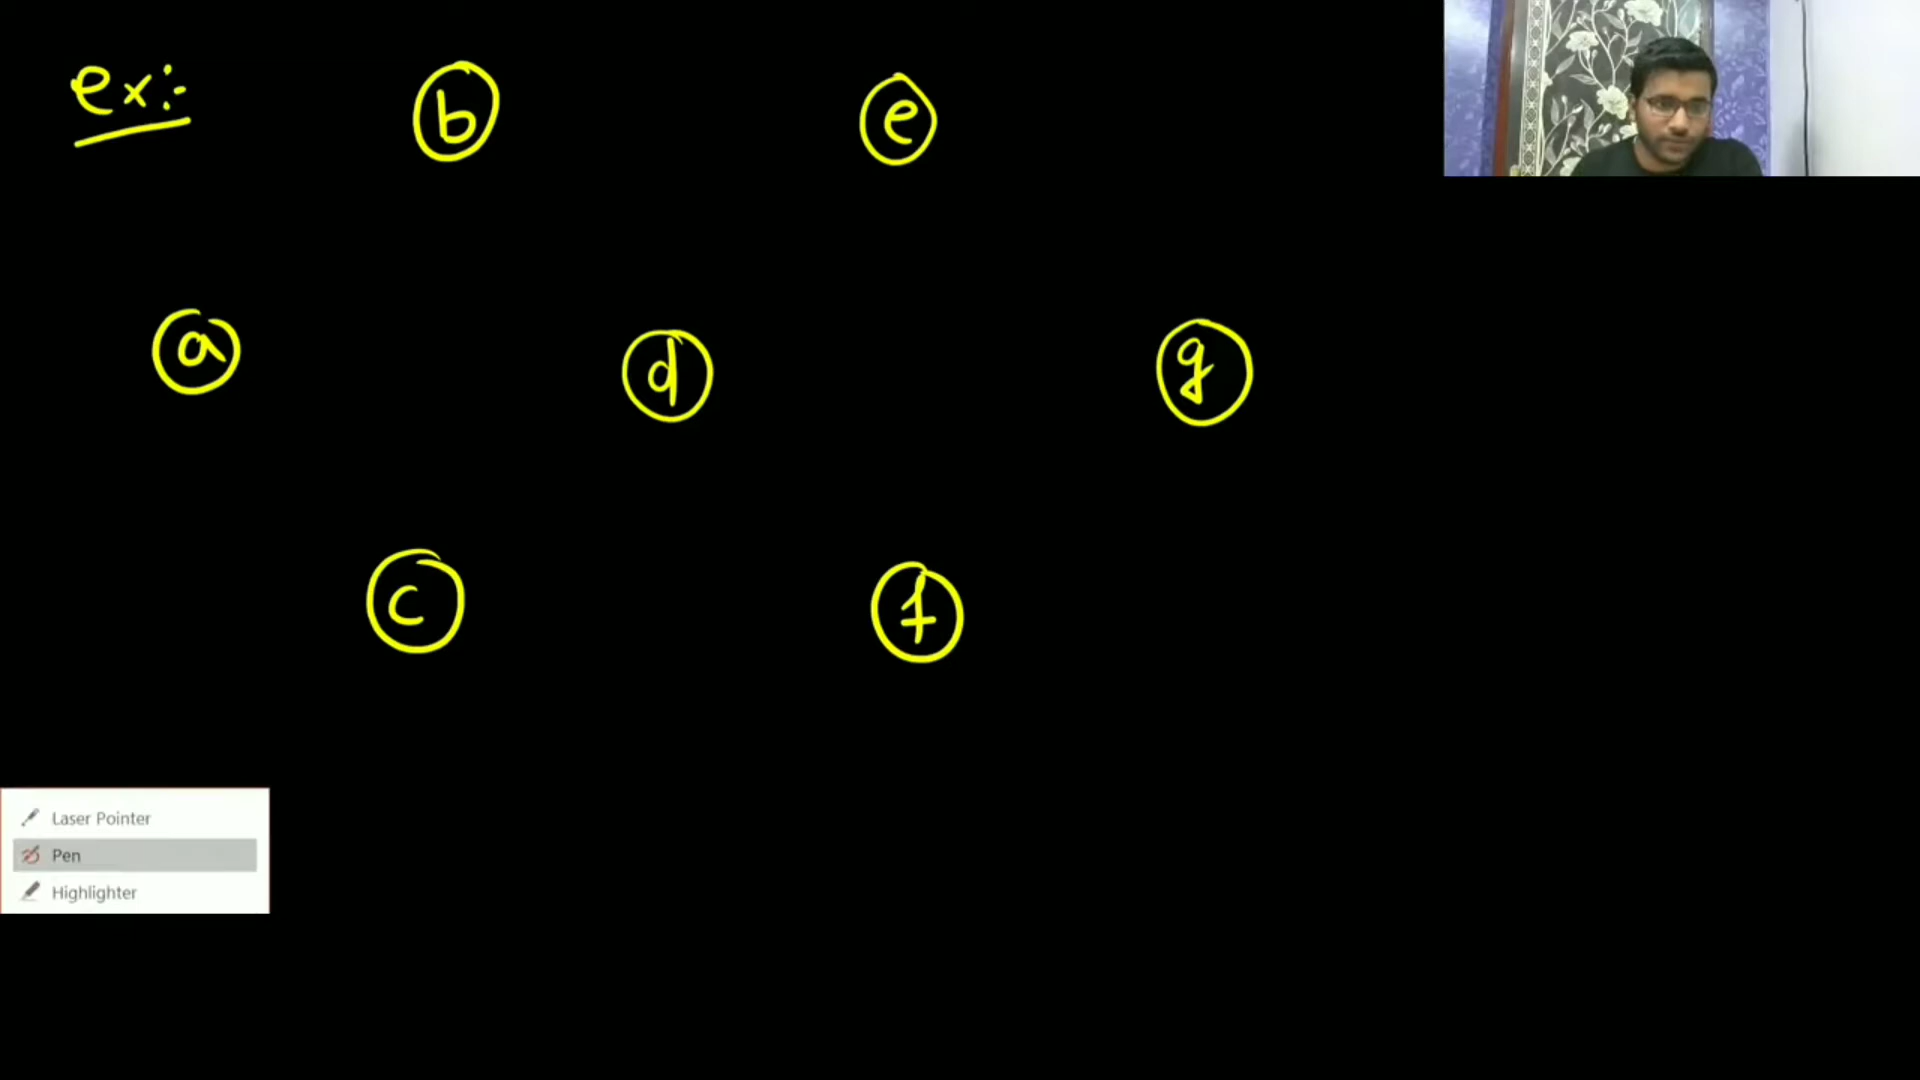 ex:-
b
e
a
d
g
c
f
Laser Pointer
Pen
Highlighter